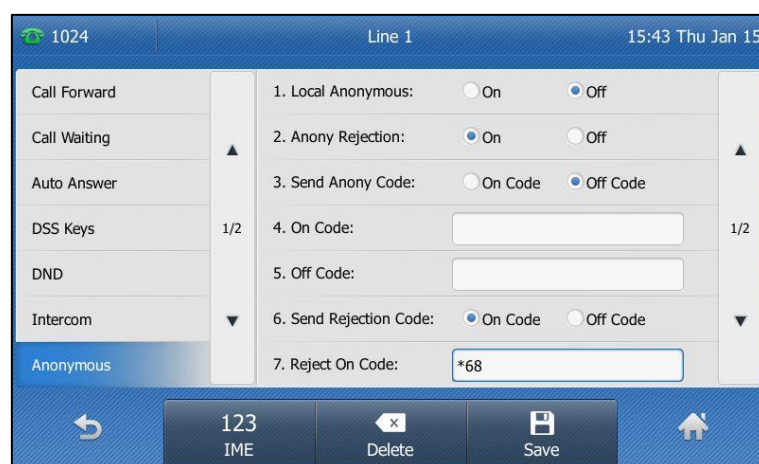 1024 Line 1 15:43 Thu Jan 15
Call Forward
Call Waiting
Auto Answer
DSS Keys
DND
Intercom
Anonymous
1/2
1. Local Anonymous: On Off
2. Anony Rejection: On Off
3. Send Anony Code: On Code Off Code
4. On Code:
5. Off Code:
6. Send Rejection Code: On Code Off Code
7. Reject On Code: *68
1/2
123
IME
Delete
Save